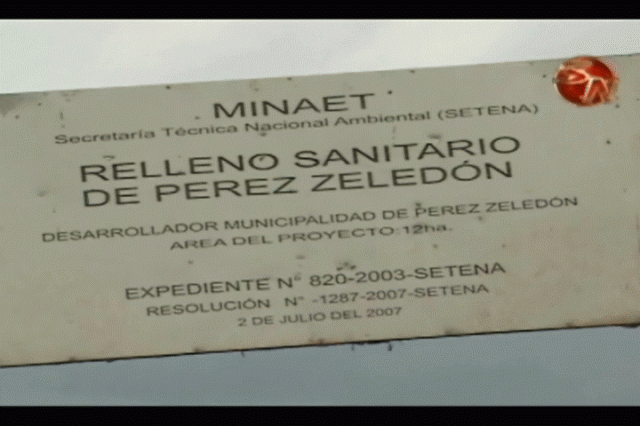 MINAET
Secretaría Técnica Nacional Ambiental (SETENA)
RELLENO SANITARIO
DE PEREZ ZELEDÓN
DESARROLLADOR MUNICIPALIDAD DE PEREZ ZELEDÓN
AREA DEL PROYECTO 12ha.
EXPEDIENTE N° 820-2003-SETENA
RESOLUCIÓN N° -1287-2007-SETENA
2 DE JULIO DEL 2007